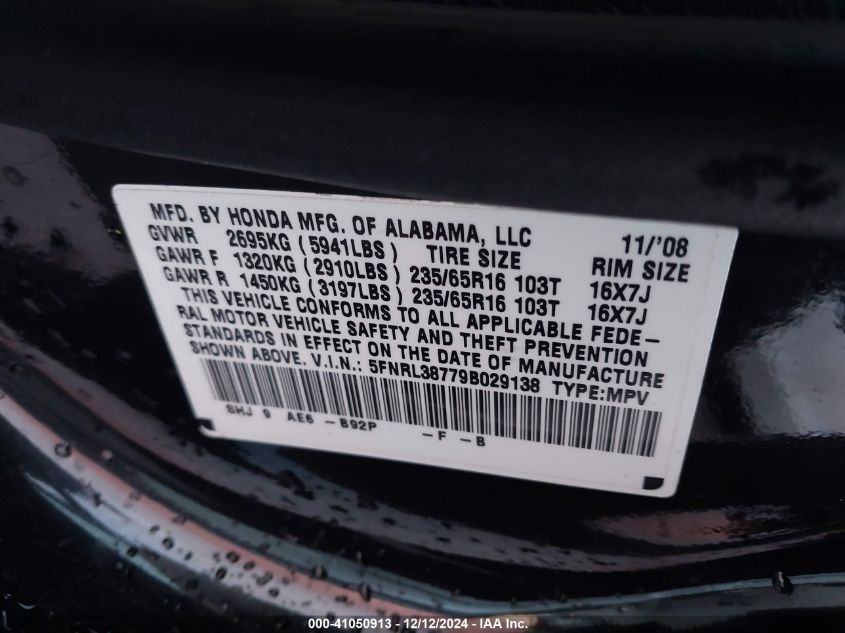 MFD. BY HONDA MFG. OF ALABAMA, LLC 11/'08
GVWR 2695KG (5941LBS) TIRE SIZE RIM SIZE
GAWR F 1320KG (2910LBS) 235/65R16 103T 16X7J
GAWR R 1450KG (3197LBS) 235/65R16 103T 16X7J
THIS VEHICLE CONFORMS TO ALL APPLICABLE FEDE-
RAL MOTOR VEHICLE SAFETY AND THEFT PREVENTION
STANDARDS IN EFFECT ON THE DATE OF MANUFACTURE
SHOWN ABOVE. V.I.N.: 5FNRL38779B029138 TYPE:MPV
SHJ 9 AE6 -B92P -F -B
000-41050913 - 12/12/2024 - IAA Inc.